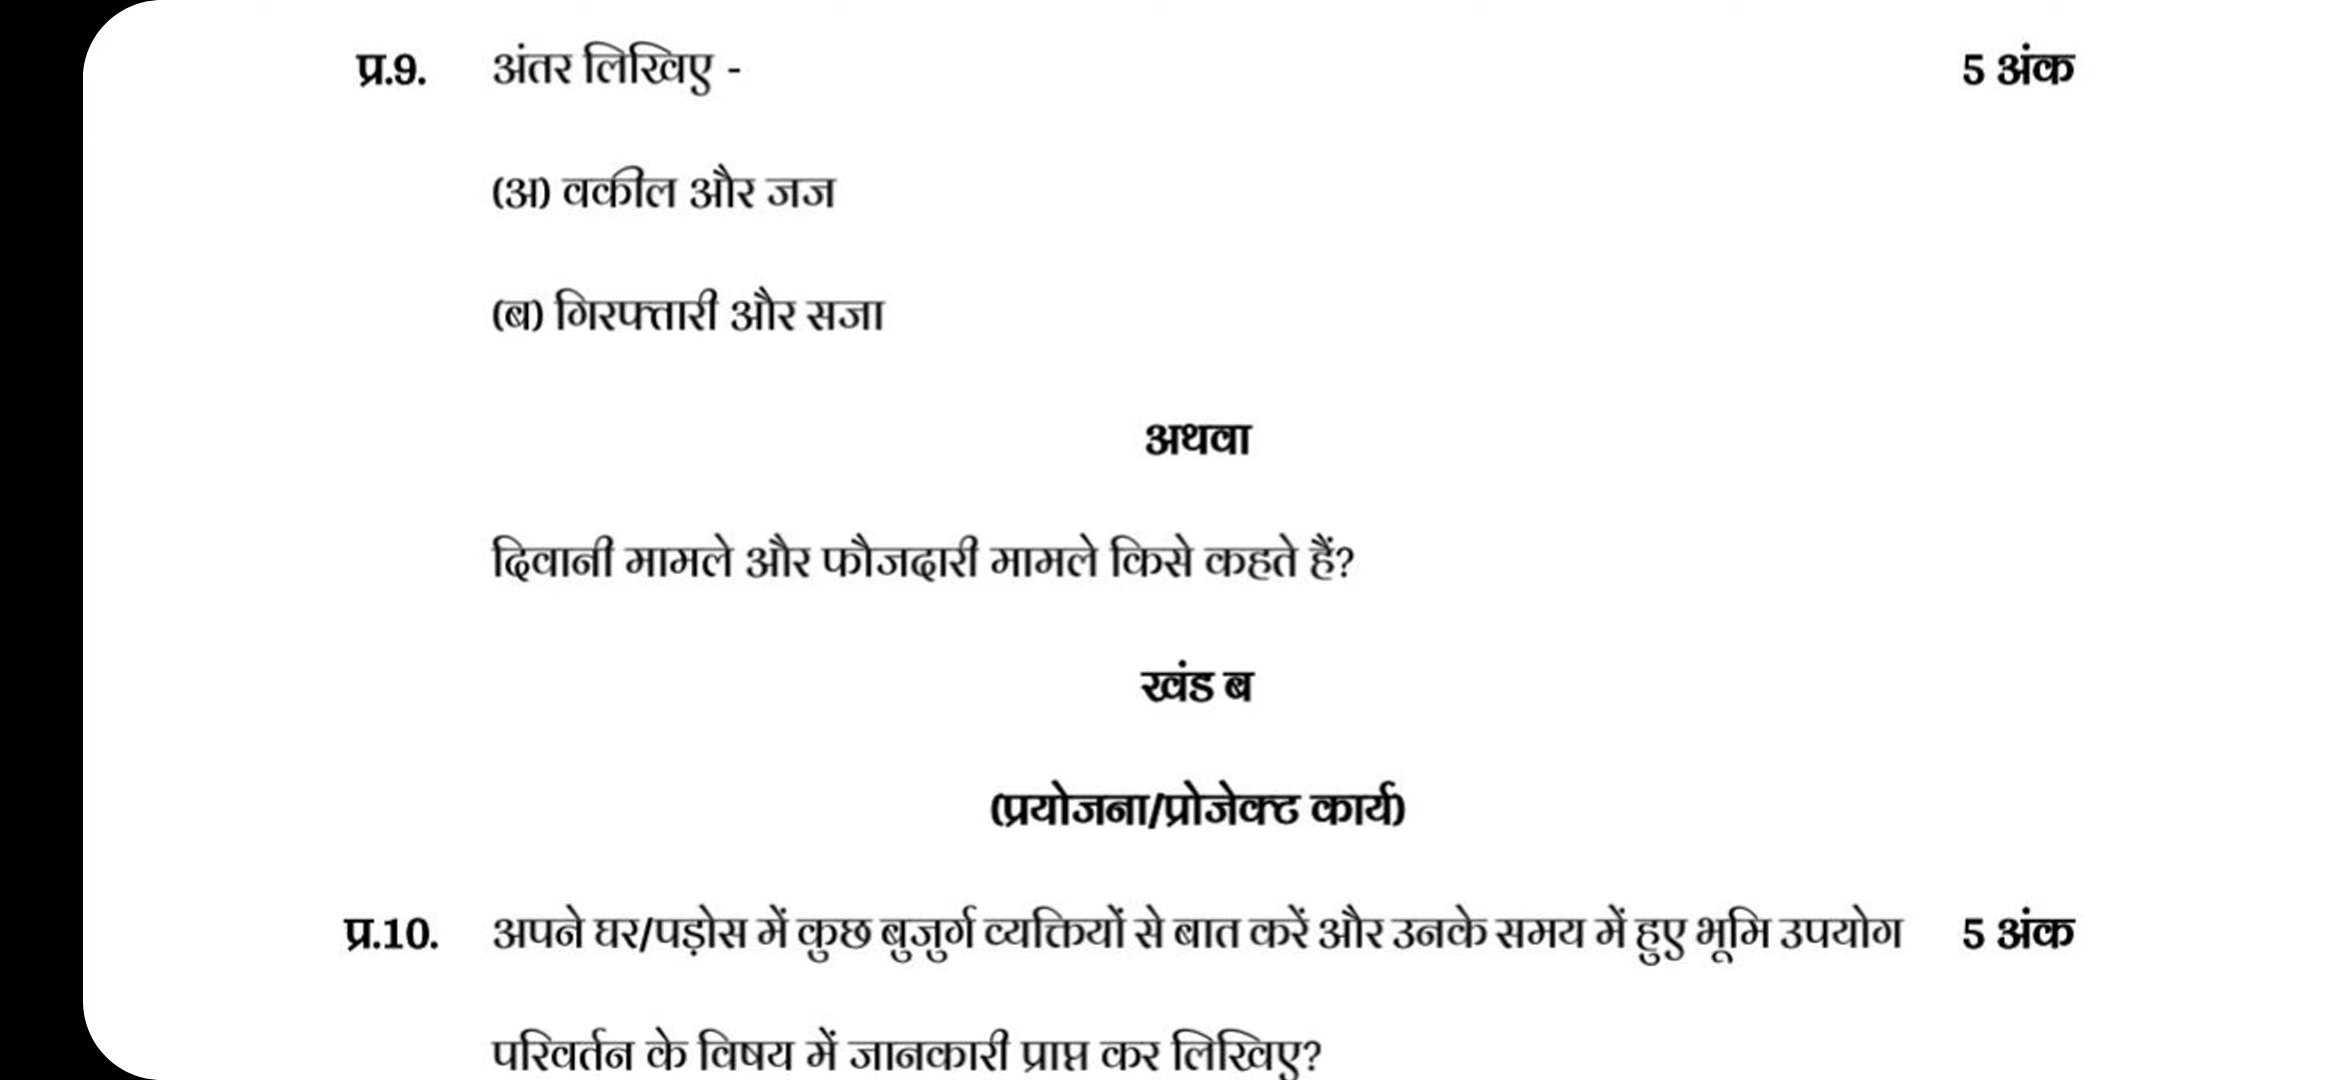 प्र.9. अंतर लिखिए - 5 अंक
(अ) वकील और जज
(ब) गिरफ्तारी और सजा
अथवा
दिवानी मामले और फौजदारी मामले किसे कहते हैं?
खंड ब
(प्रयोजना/प्रोजेक्ट कार्य)
प्र.10. अपने घर/पड़ोस में कुछ बुजुर्ग व्यक्तियों से बात करें और उनके समय में हुए भूमि उपयोग 5 अंक
परिवर्तन के विषय में जानकारी प्राप्त कर लिखिए?